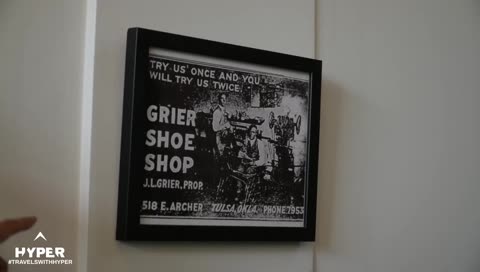 "TRY US" ONCE AND YOU
WILL TRY US TWICE
GRIER
SHOE
SHOP
J.L.GRIER, PROP.
518 E. ARCHER TULSA, OKLA. PHONE 7953
HYPER
#TRAVELSWITHHYPER